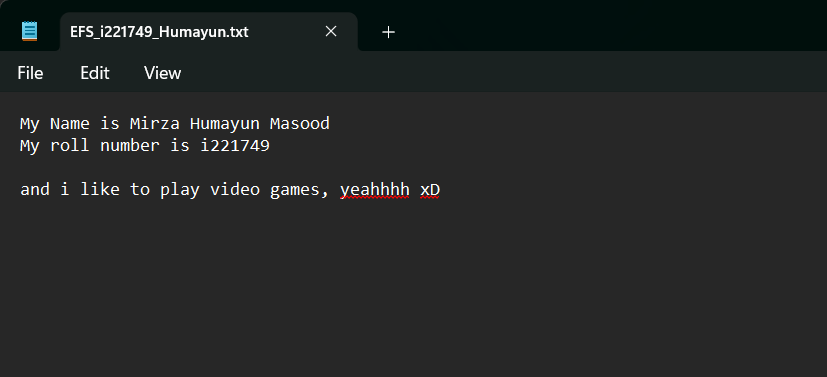 EFS_i221749_Humayun.txt
File Edit View
My Name is Mirza Humayun Masood
My roll number is i221749
and i like to play video games, yeahhhh xD